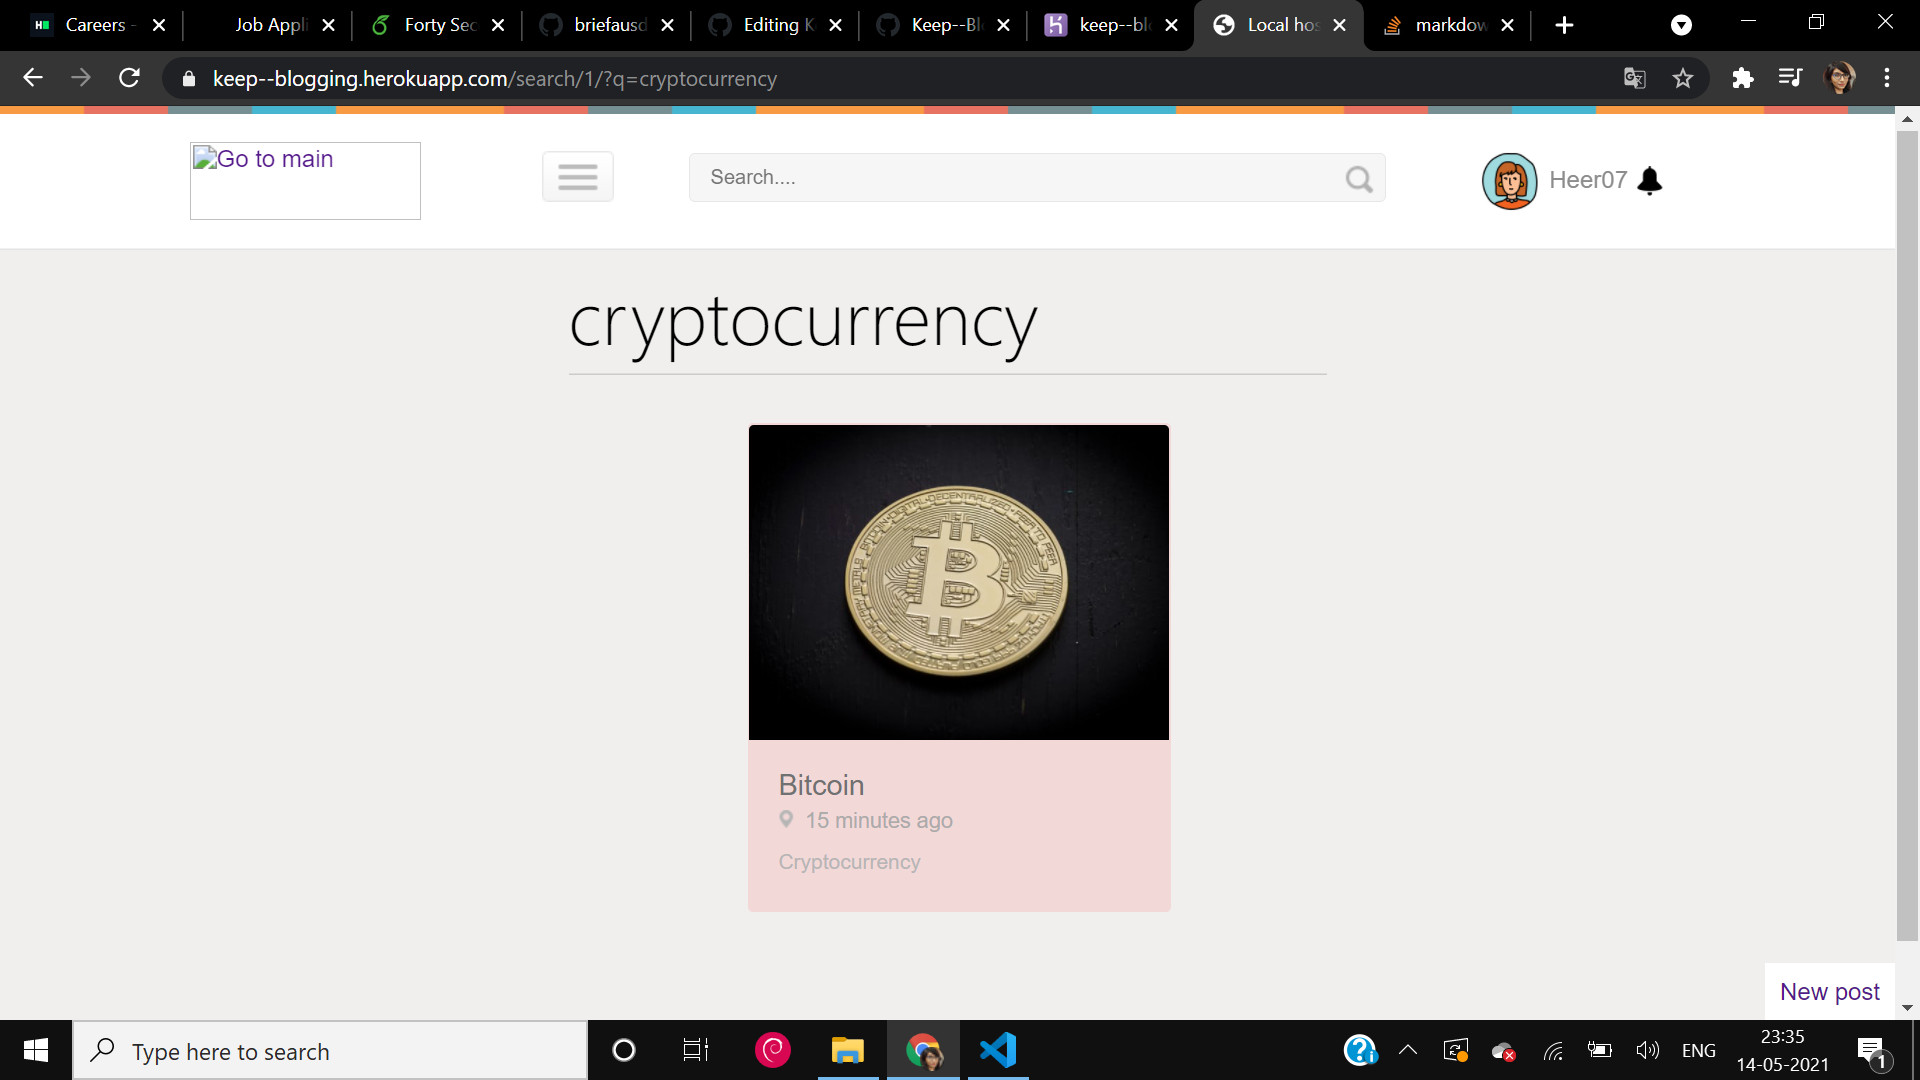 Careers -
Job Appli
Forty Sec
briefausd
Editing K
Keep--Bl
keep--bl
Local hos
markdow
keep--blogging.herokuapp.com/search/1/?q=cryptocurrency
Go to main
Search....
Heer07
cryptocurrency
Bitcoin
15 minutes ago
Cryptocurrency
New post
Type here to search
ENG
23:35
14-05-2021
1